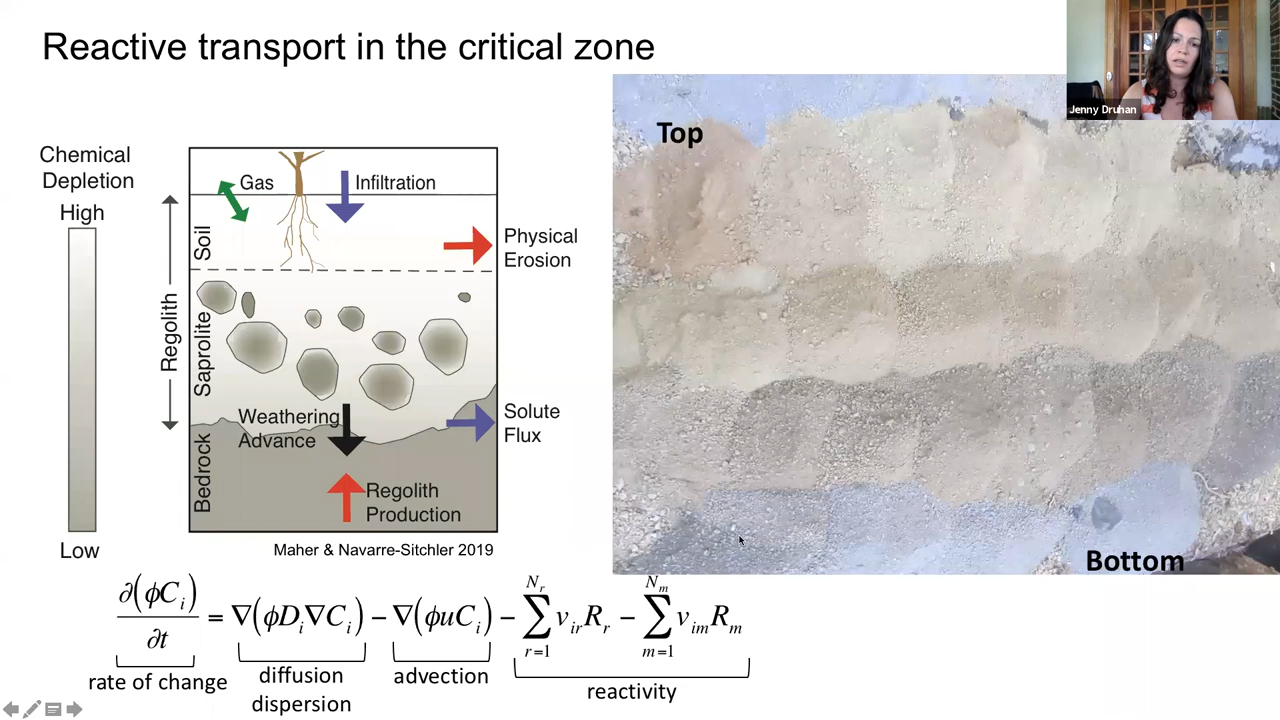 Reactive transport in the critical zone
Jenny Druhan
Chemical
Depletion
High
Low
Regolith
Soil
Saprolite
Bedrock
Gas
Infiltration
Physical
Erosion
Weathering
Advance
Solute
Flux
Regolith
Production
Maher & Navarre-Sitchler 2019
Top
Bottom
∂(ϕC_i)/∂t = ∇(ϕD_i∇C_i) − ∇(ϕuC_i) − ∑_{r=1}^{N_r} v_{ir}R_r − ∑_{m=1}^{N_m} v_{im}R_m
rate of change
diffusion
dispersion
advection
reactivity